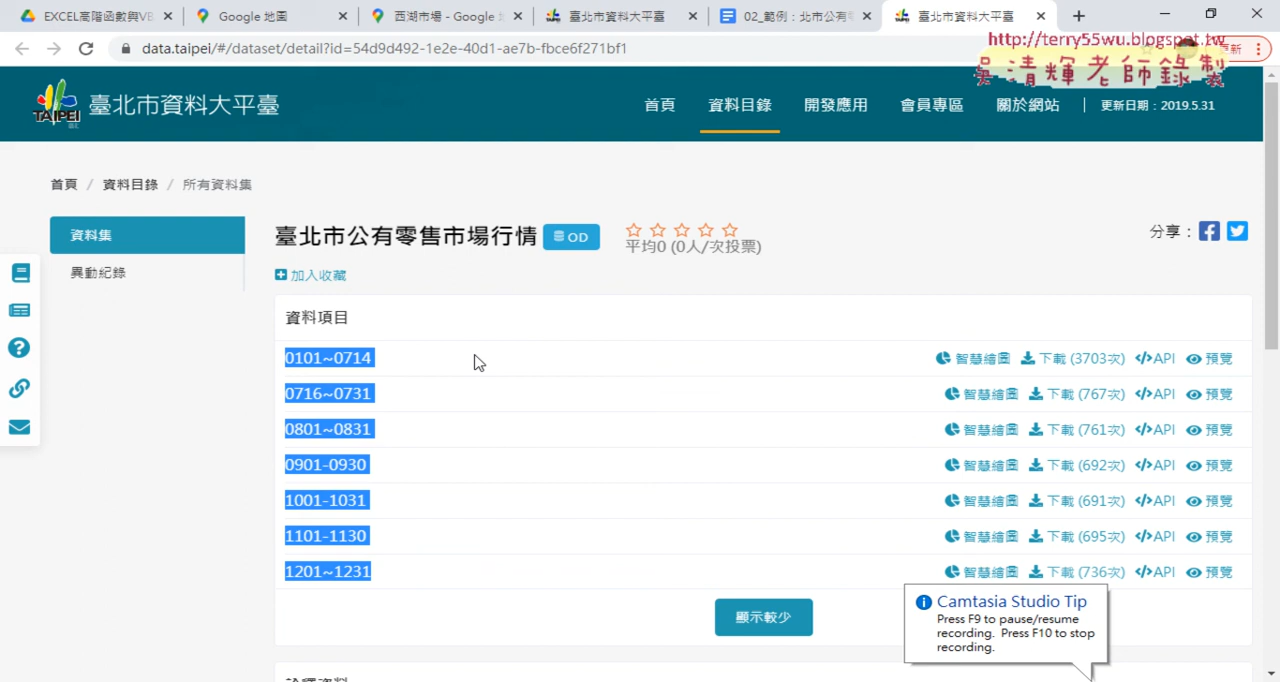 EXCEL高階函數與VB
Google 地圖
西湖市場 - Google
臺北市資料大平臺
02_範例：北市公有
臺北市資料大平臺
data.taipei/#/dataset/detail?id=54d9d492-1e2e-40d1-ae7b-fbce6f271bf1
更新
http://terry55wu.blogspot.tw
吳清輝老師錄製
TAIPEI
臺北市資料大平臺
首頁
資料目錄
開發應用
會員專區
關於網站
更新日期：2019.5.31
首頁 / 資料目錄 / 所有資料集
資料集
異動紀錄
臺北市公有零售市場行情 OD
平均0 (0人/次投票)
分享：
加入收藏
資料項目
0101~0714 智慧繪圖 下載 (3703次) </>API 預覽
0716~0731 智慧繪圖 下載 (767次) </>API 預覽
0801~0831 智慧繪圖 下載 (761次) </>API 預覽
0901-0930 智慧繪圖 下載 (692次) </>API 預覽
1001-1031 智慧繪圖 下載 (691次) </>API 預覽
1101-1130 智慧繪圖 下載 (695次) </>API 預覽
1201~1231 智慧繪圖 下載 (736次) </>API 預覽
顯示較少
Camtasia Studio Tip
Press F9 to pause/resume
recording. Press F10 to stop
recording.